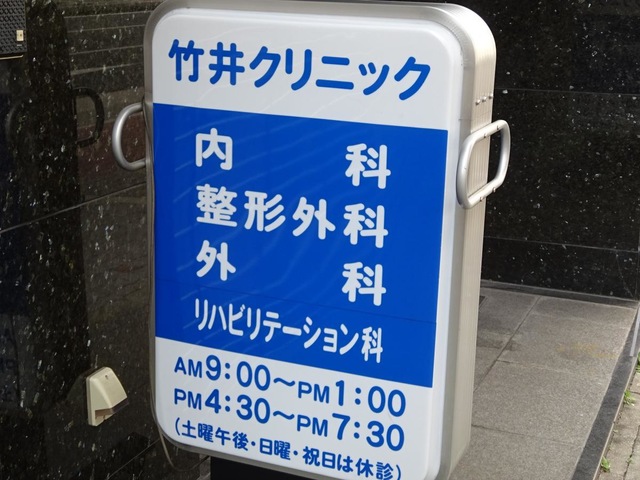 竹井クリニック
内 科
整形外科
外 科
リハビリテーション科
AM9:00～PM1:00
PM4:30～PM7:30
(土曜午後・日曜・祝日は休診)